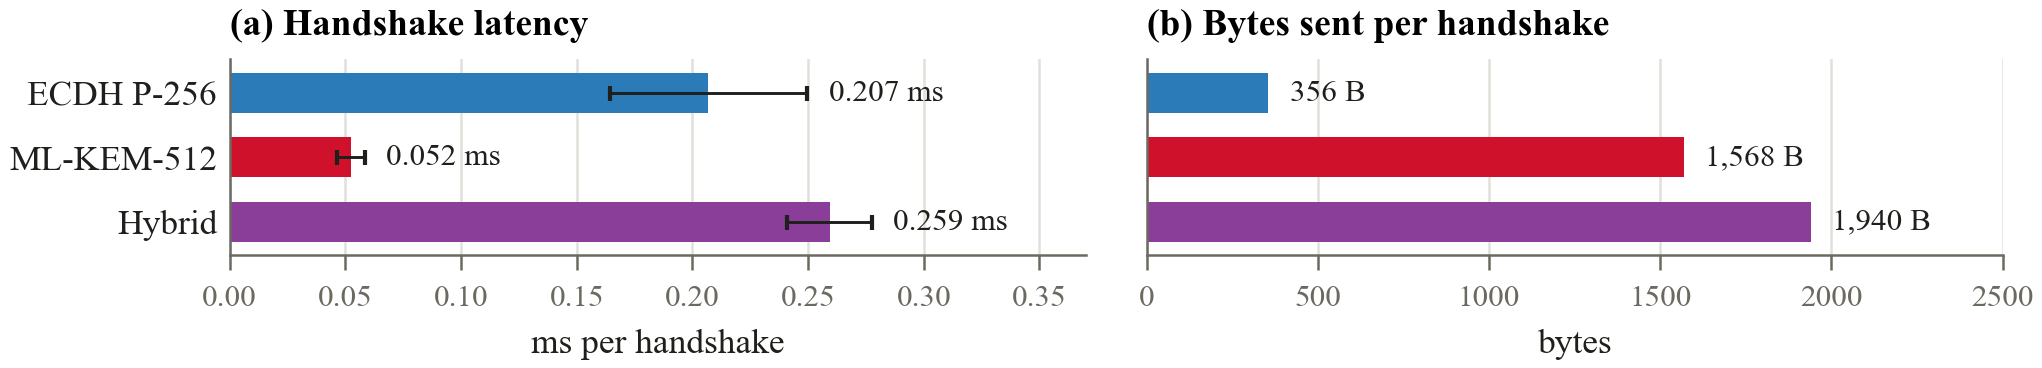 (a) Handshake latency
ECDH P-256
0.207 ms
ML-KEM-512
0.052 ms
Hybrid
0.259 ms
0.00 0.05 0.10 0.15 0.20 0.25 0.30 0.35
ms per handshake
(b) Bytes sent per handshake
356 B
1,568 B
1,940 B
0 500 1000 1500 2000 2500
bytes